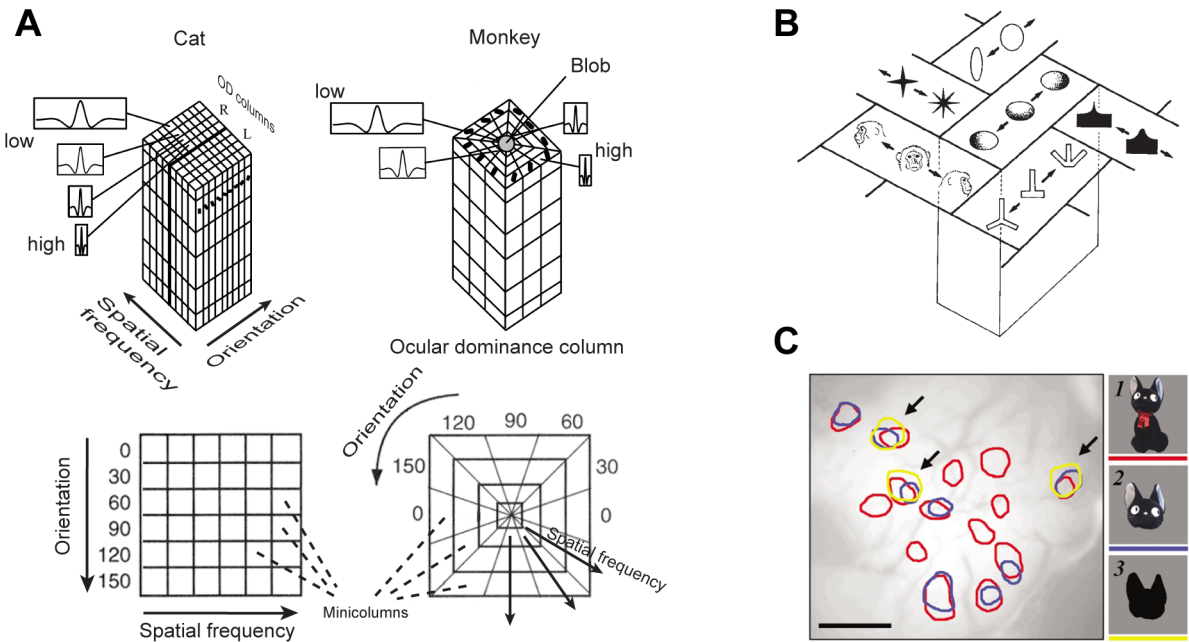 A
Cat
OD columns
R
L
low
high
Spatial
frequency
Orientation
Monkey
Blob
low
high
Ocular dominance column
Orientation
0
30
60
90
120
150
Spatial frequency
Minicolumns
Orientation
120 90 60
150 30
0 0
Spatial frequency
B
C
1
2
3